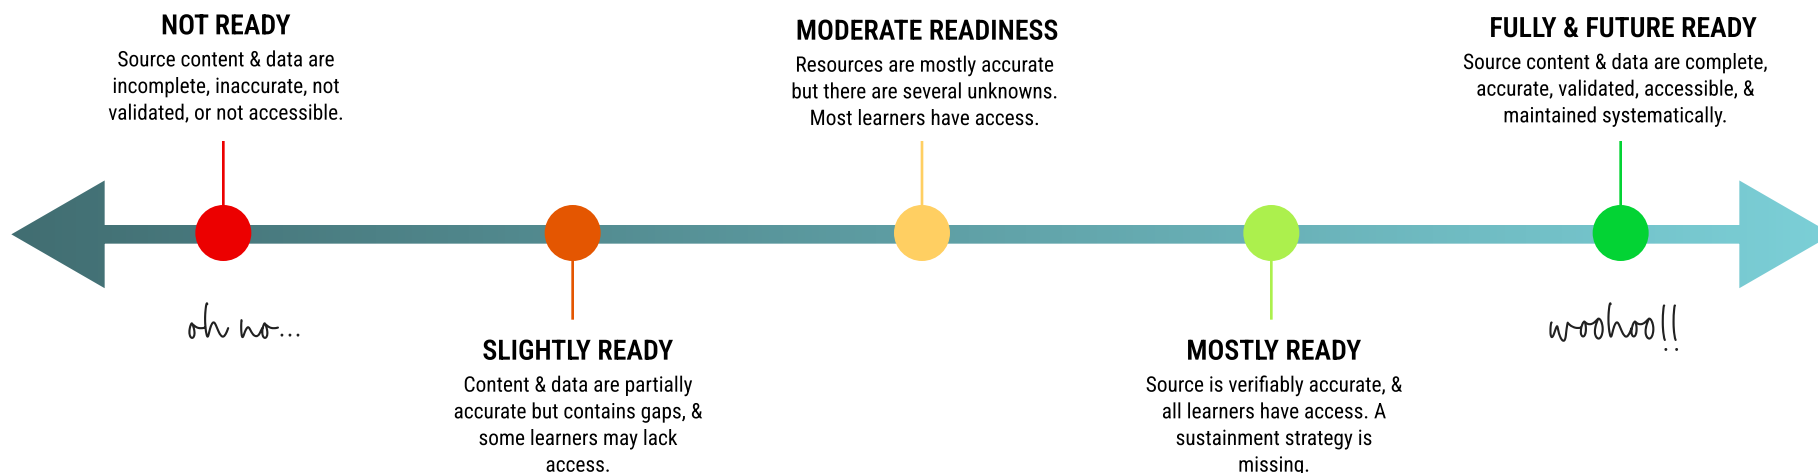 NOT READY
Source content & data are
incomplete, inaccurate, not
validated, or not accessible.
oh no...
SLIGHTLY READY
Content & data are partially
accurate but contains gaps, &
some learners may lack
access.
MODERATE READINESS
Resources are mostly accurate
but there are several unknowns.
Most learners have access.
MOSTLY READY
Source is verifiably accurate, &
all learners have access. A
sustainment strategy is
missing.
FULLY & FUTURE READY
Source content & data are complete,
accurate, validated, accessible, &
maintained systematically.
woohoo!!